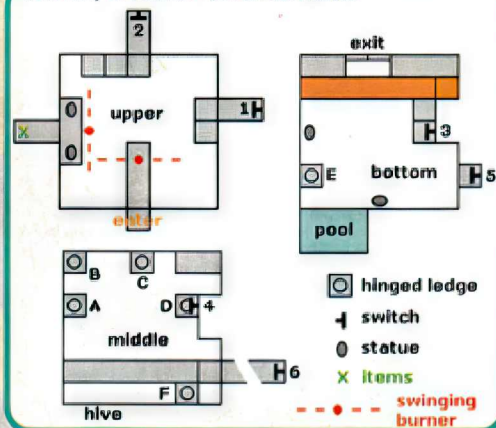 2
upper
1
X
enter
exit
3
E
bottom
5
pool
B
C
A
D
4
middle
6
F
hive
hinged ledge
switch
statue
X items
swinging
burner